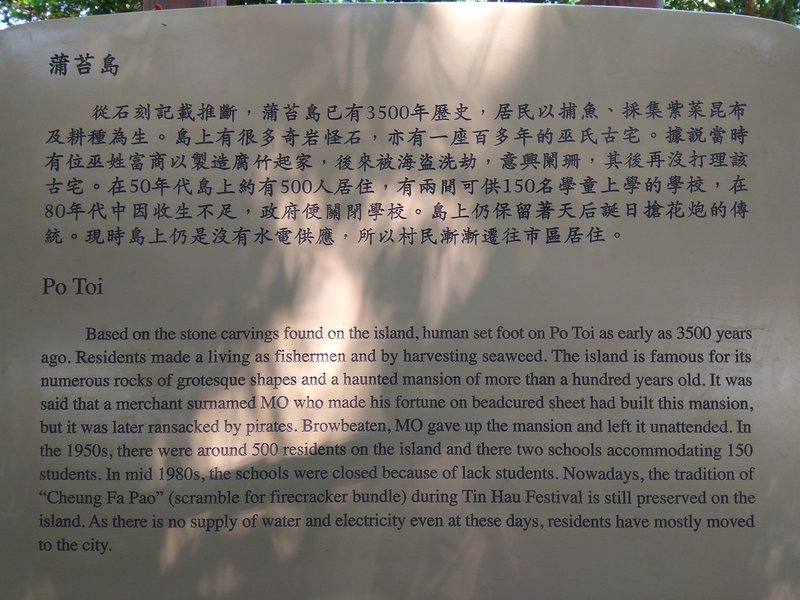 蒲苔島
從石刻記載推斷，蒲苔島已有3500年歷史，居民以捕魚、採集紫菜昆布
及耕種為生。島上有很多奇岩怪石，亦有一座百多年的巫氏古宅。據說當時
有位巫姓富商以製造腐竹起家，後來被海盜洗劫，意興闌珊，其後再沒打理該
古宅。在50年代島上約有500人居住，有兩間可供150名學童上學的學校，在
80年代中因收生不足，政府便關閉學校。島上仍保留著天后誕日搶花炮的傳
統。現時島上仍是沒有水電供應，所以村民漸漸遷往市區居住。
Po Toi
Based on the stone carvings found on the island, human set foot on Po Toi as early as 3500 years
ago. Residents made a living as fishermen and by harvesting seaweed. The island is famous for its
numerous rocks of grotesque shapes and a haunted mansion of more than a hundred years old. It was
said that a merchant surnamed MO who made his fortune on beadcured sheet had built this mansion,
but it was later ransacked by pirates. Browbeaten, MO gave up the mansion and left it unattended. In
the 1950s, there were around 500 residents on the island and there two schools accommodating 150
students. In mid 1980s, the schools were closed because of lack students. Nowadays, the tradition of
“Cheung Fa Pao” (scramble for firecracker bundle) during Tin Hau Festival is still preserved on the
island. As there is no supply of water and electricity even at these days, residents have mostly moved
to the city.